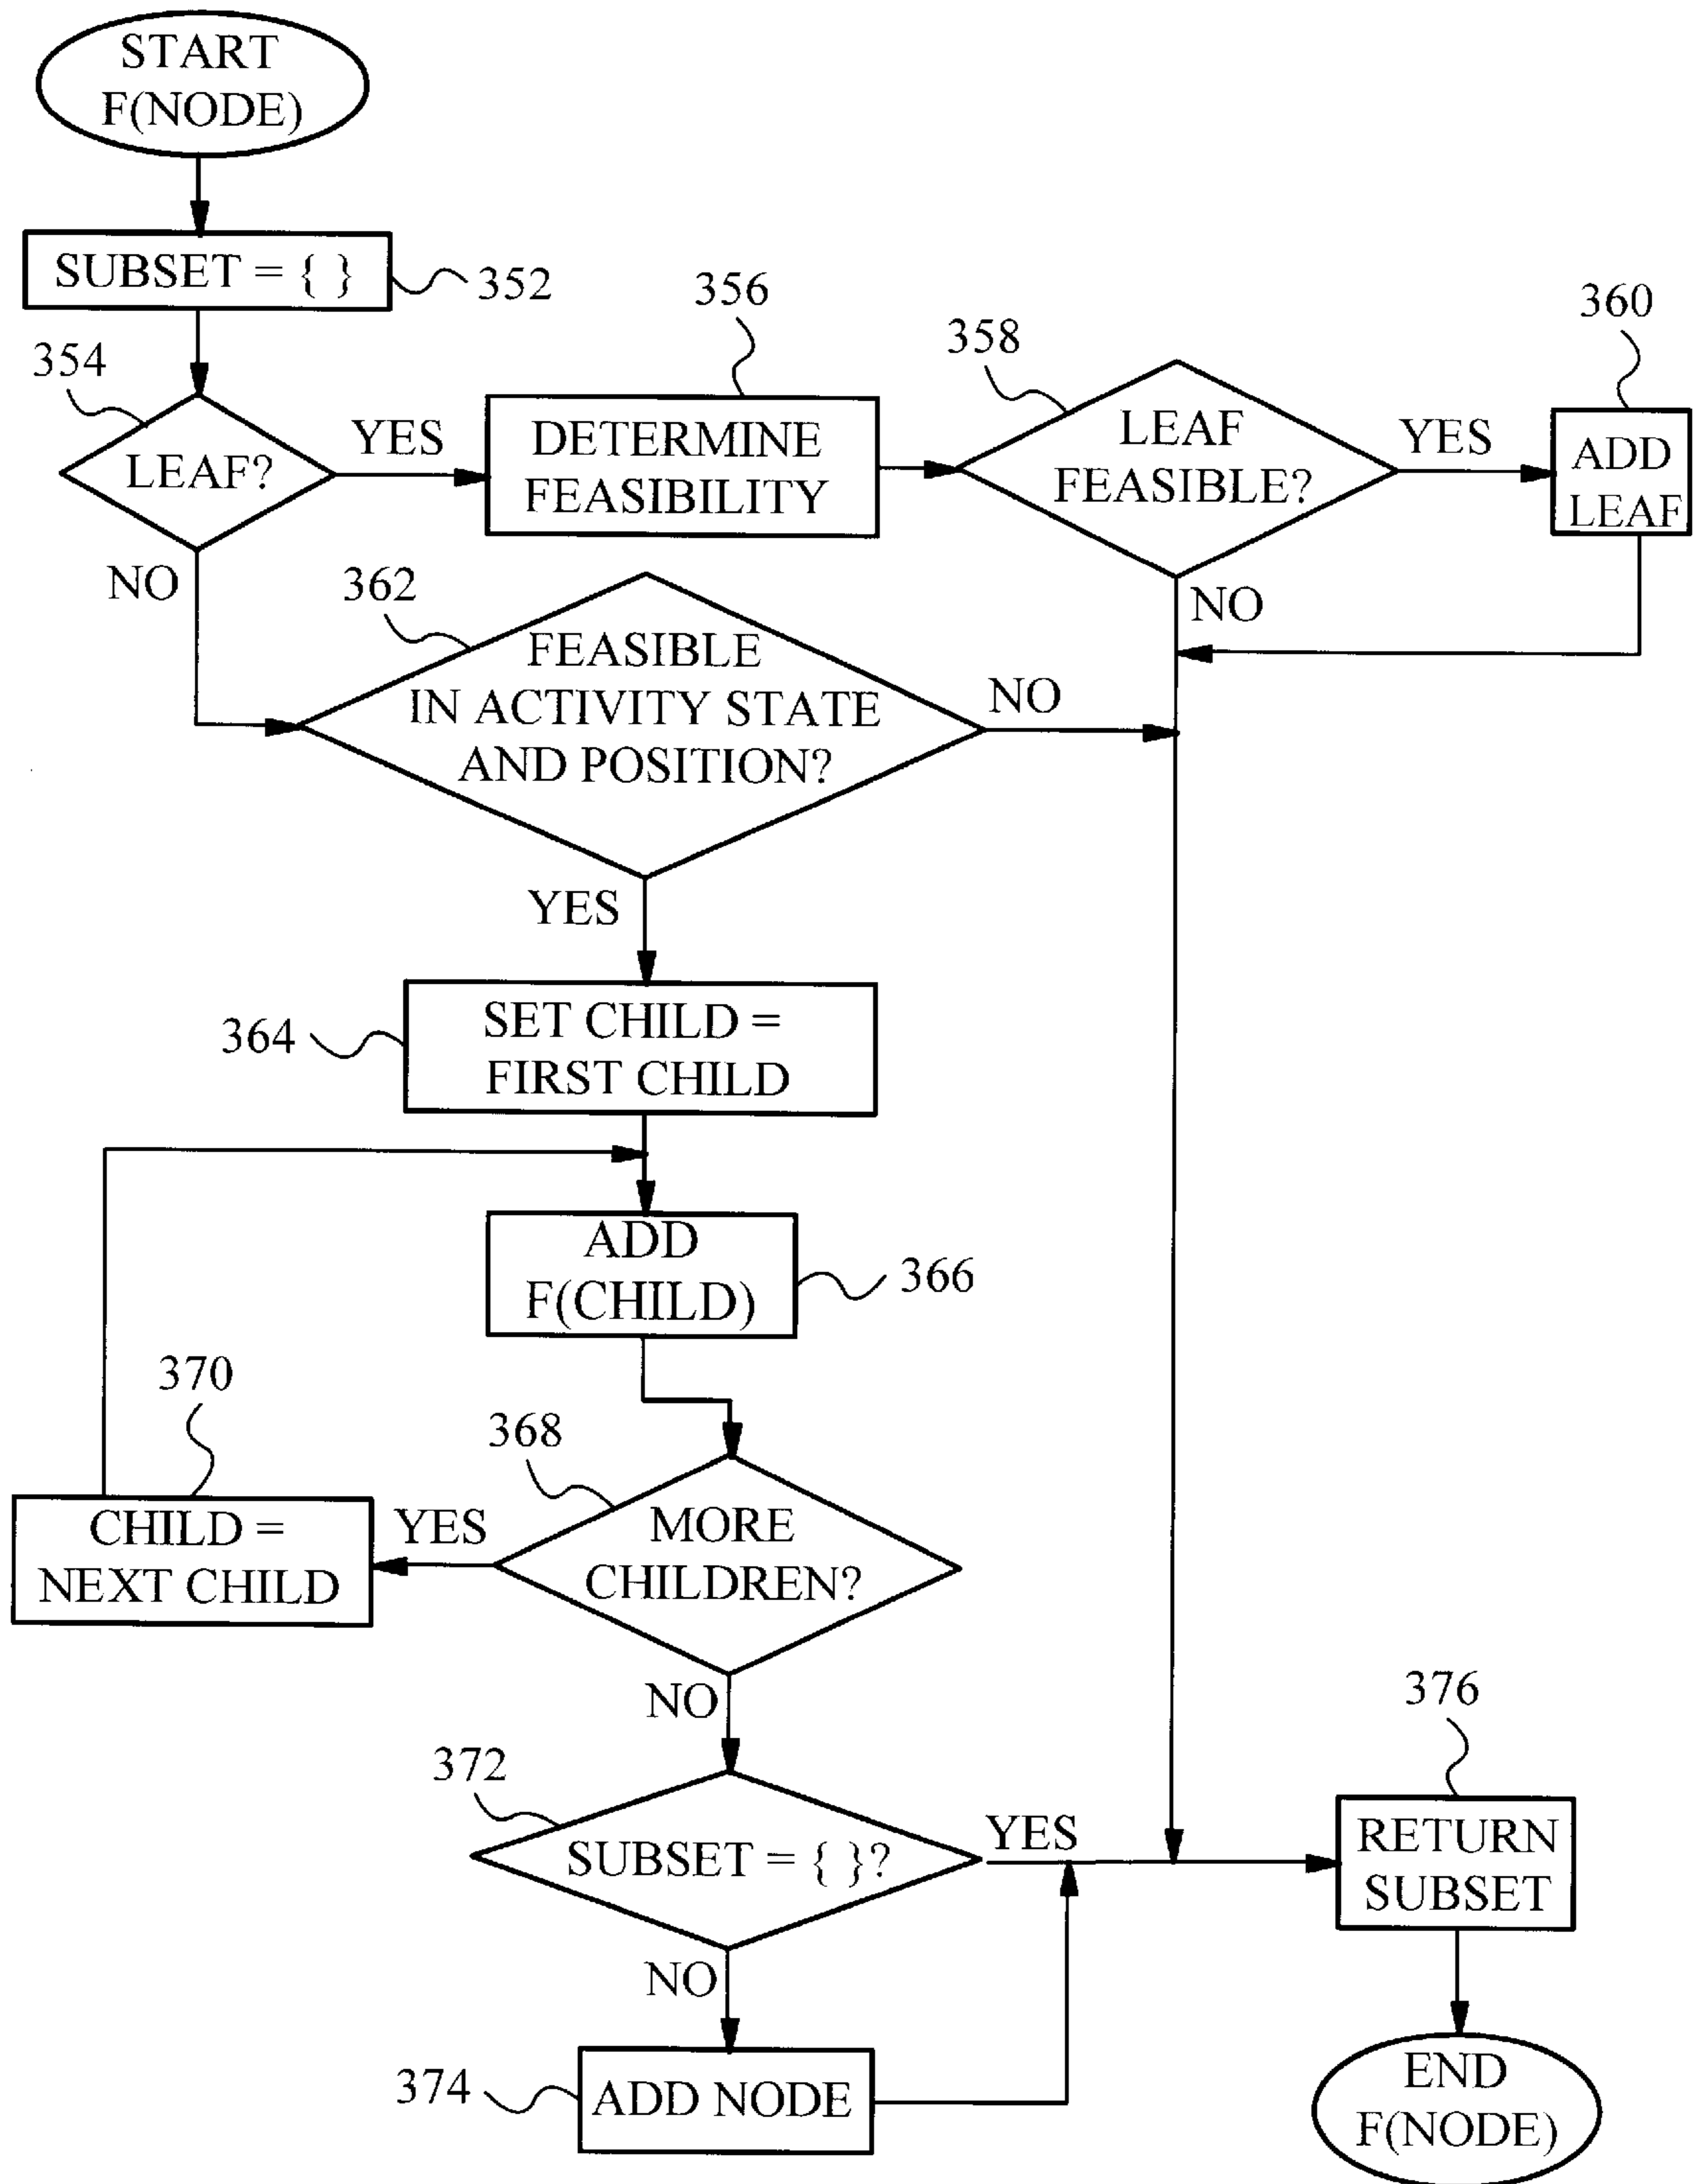 START
F(NODE)
SUBSET = { }
352
354
LEAF?
YES
NO
356
DETERMINE
FEASIBILITY
358
LEAF
FEASIBLE?
YES
NO
360
ADD
LEAF
362
FEASIBLE
IN ACTIVITY STATE
AND POSITION?
NO
YES
364
SET CHILD =
FIRST CHILD
ADD
F(CHILD)
366
370
CHILD =
NEXT CHILD
YES
368
MORE
CHILDREN?
NO
372
SUBSET = { }?
YES
NO
374
ADD NODE
376
RETURN
SUBSET
END
F(NODE)